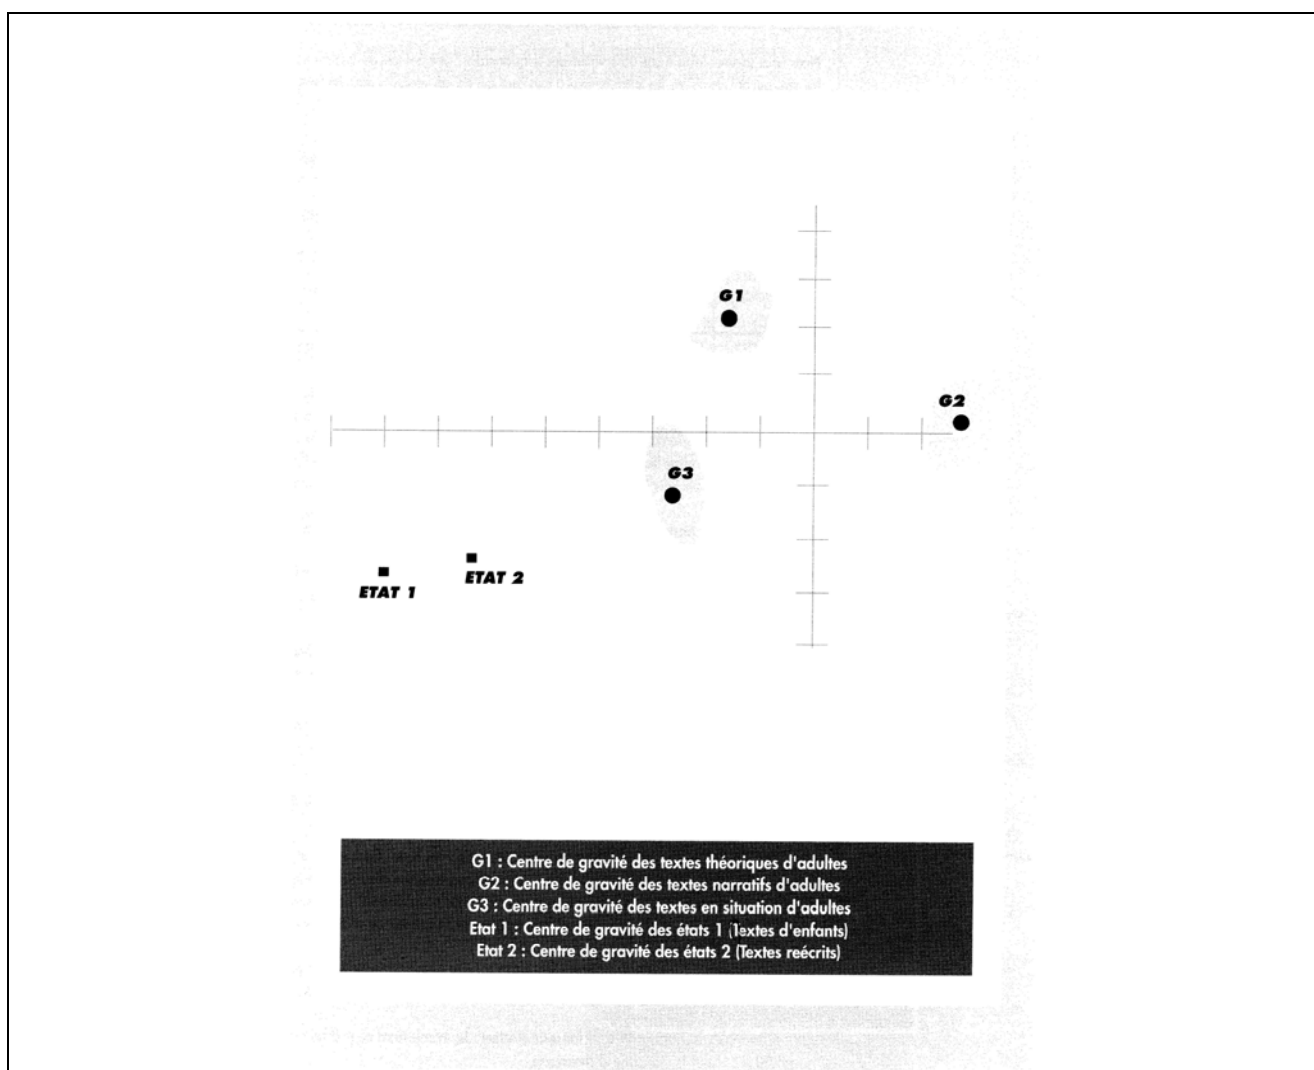 G1
G2
G3
ETAT 2
ETAT 1
G1 : Centre de gravité des textes théoriques d'adultes
G2 : Centre de gravité des textes narratifs d'adultes
G3 : Centre de gravité des textes en situation d'adultes
Etat 1 : Centre de gravité des états 1 (Textes d'enfants)
Etat 2 : Centre de gravité des états 2 (Textes reécrits)